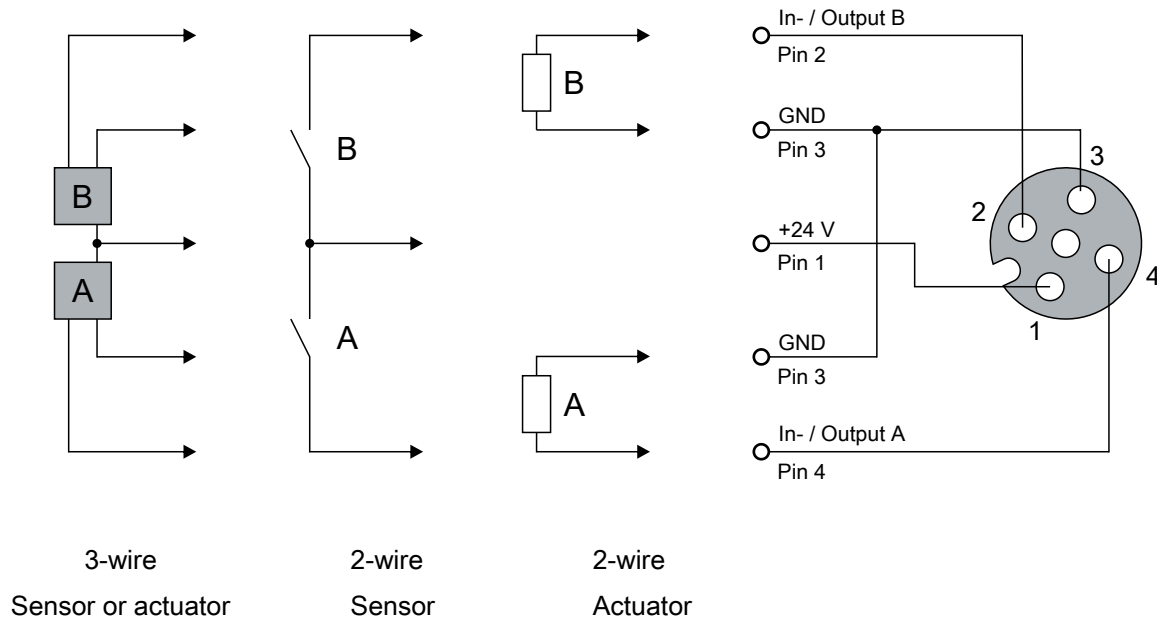 In- / Output B
Pin 2
B
GND
Pin 3
3
B
B
2
+24 V
Pin 1
4
A
1
A
GND
Pin 3
A
In- / Output A
Pin 4
3-wire
Sensor or actuator
2-wire
Sensor
2-wire
Actuator